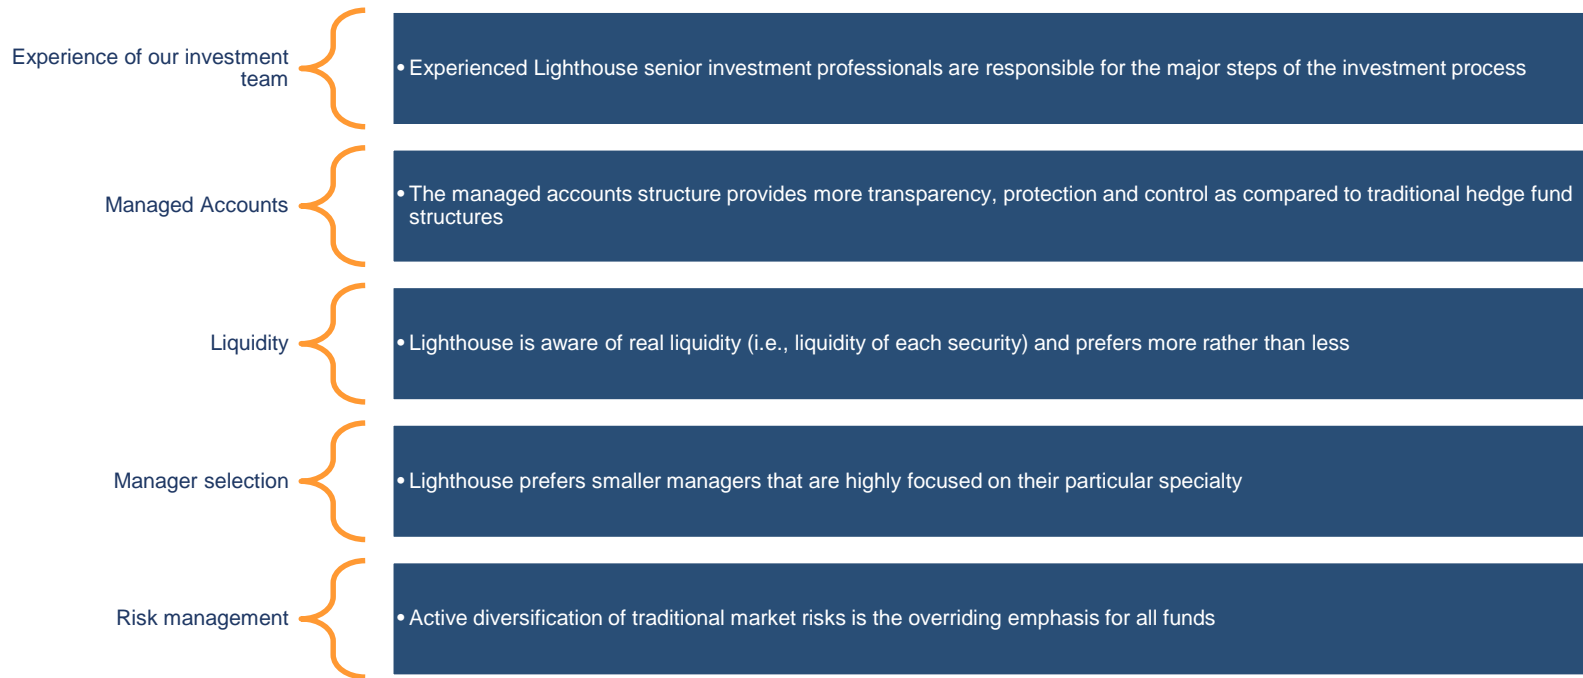 Experience of our investment
team
• Experienced Lighthouse senior investment professionals are responsible for the major steps of the investment process
Managed Accounts
• The managed accounts structure provides more transparency, protection and control as compared to traditional hedge fund
structures
Liquidity
• Lighthouse is aware of real liquidity (i.e., liquidity of each security) and prefers more rather than less
Manager selection
• Lighthouse prefers smaller managers that are highly focused on their particular specialty
Risk management
• Active diversification of traditional market risks is the overriding emphasis for all funds